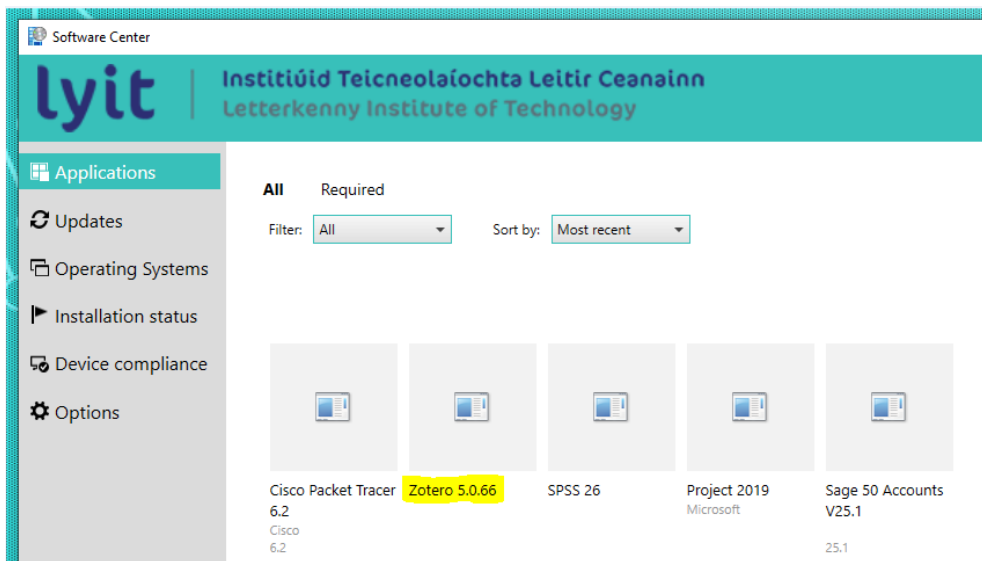 Software Center
lyit
Institiúid Teicneolaíochta Leitir Ceanainn
Letterkenny Institute of Technology
Applications
Updates
Operating Systems
Installation status
Device compliance
Options
All Required
Filter: All Sort by: Most recent
Cisco Packet Tracer Zotero 5.0.66 SPSS 26 Project 2019 Sage 50 Accounts
6.2 Microsoft V25.1
Cisco
6.2 25.1